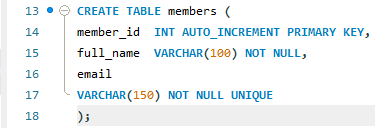 13 CREATE TABLE members (
14 member_id INT AUTO_INCREMENT PRIMARY KEY,
15 full_name VARCHAR(100) NOT NULL,
16 email
17 VARCHAR(150) NOT NULL UNIQUE
18 );